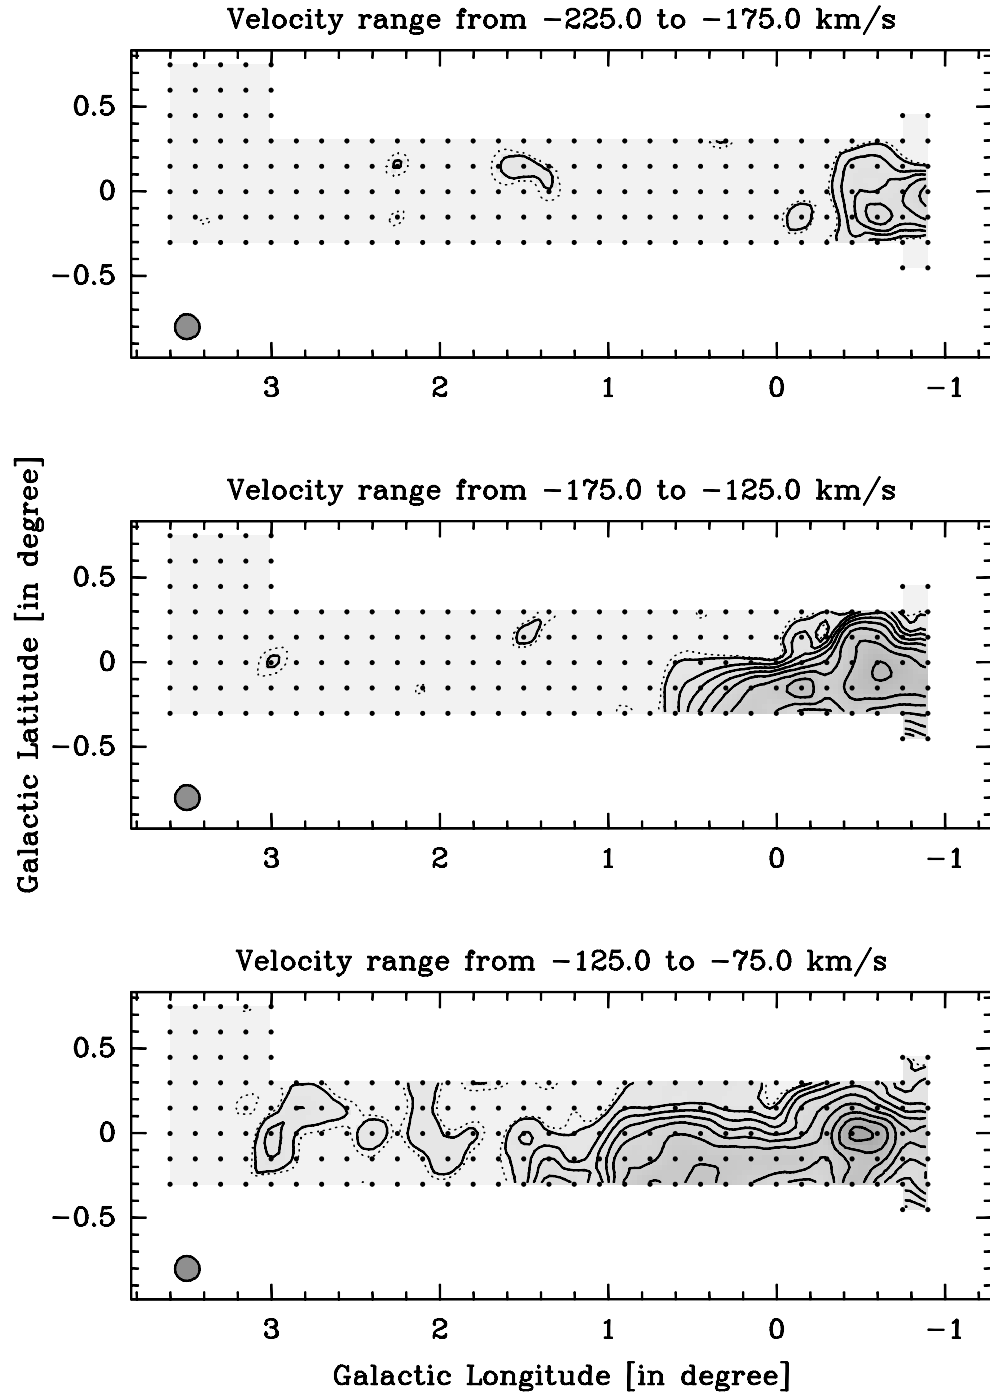 Velocity range from −225.0 to −175.0 km/s
0.5
0
−0.5
3 2 1 0 −1
Velocity range from −175.0 to −125.0 km/s
0.5
0
−0.5
3 2 1 0 −1
Galactic Latitude [in degree]
Velocity range from −125.0 to −75.0 km/s
0.5
0
−0.5
3 2 1 0 −1
Galactic Longitude [in degree]